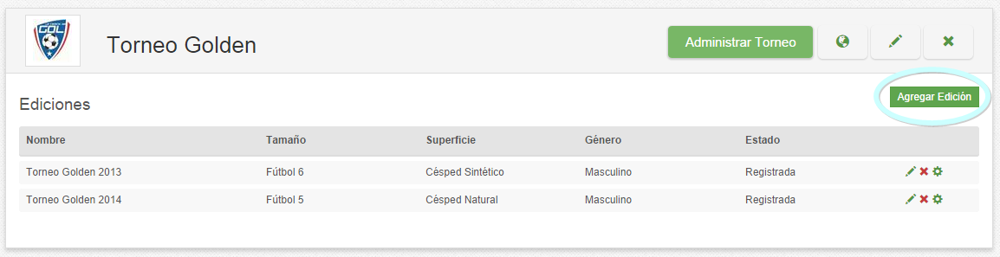 GOL
Torneo Golden
Administrar Torneo
Agregar Edición
Ediciones
Nombre Tamaño Superficie Género Estado
Torneo Golden 2013 Fútbol 6 Césped Sintético Masculino Registrada
Torneo Golden 2014 Fútbol 5 Césped Natural Masculino Registrada